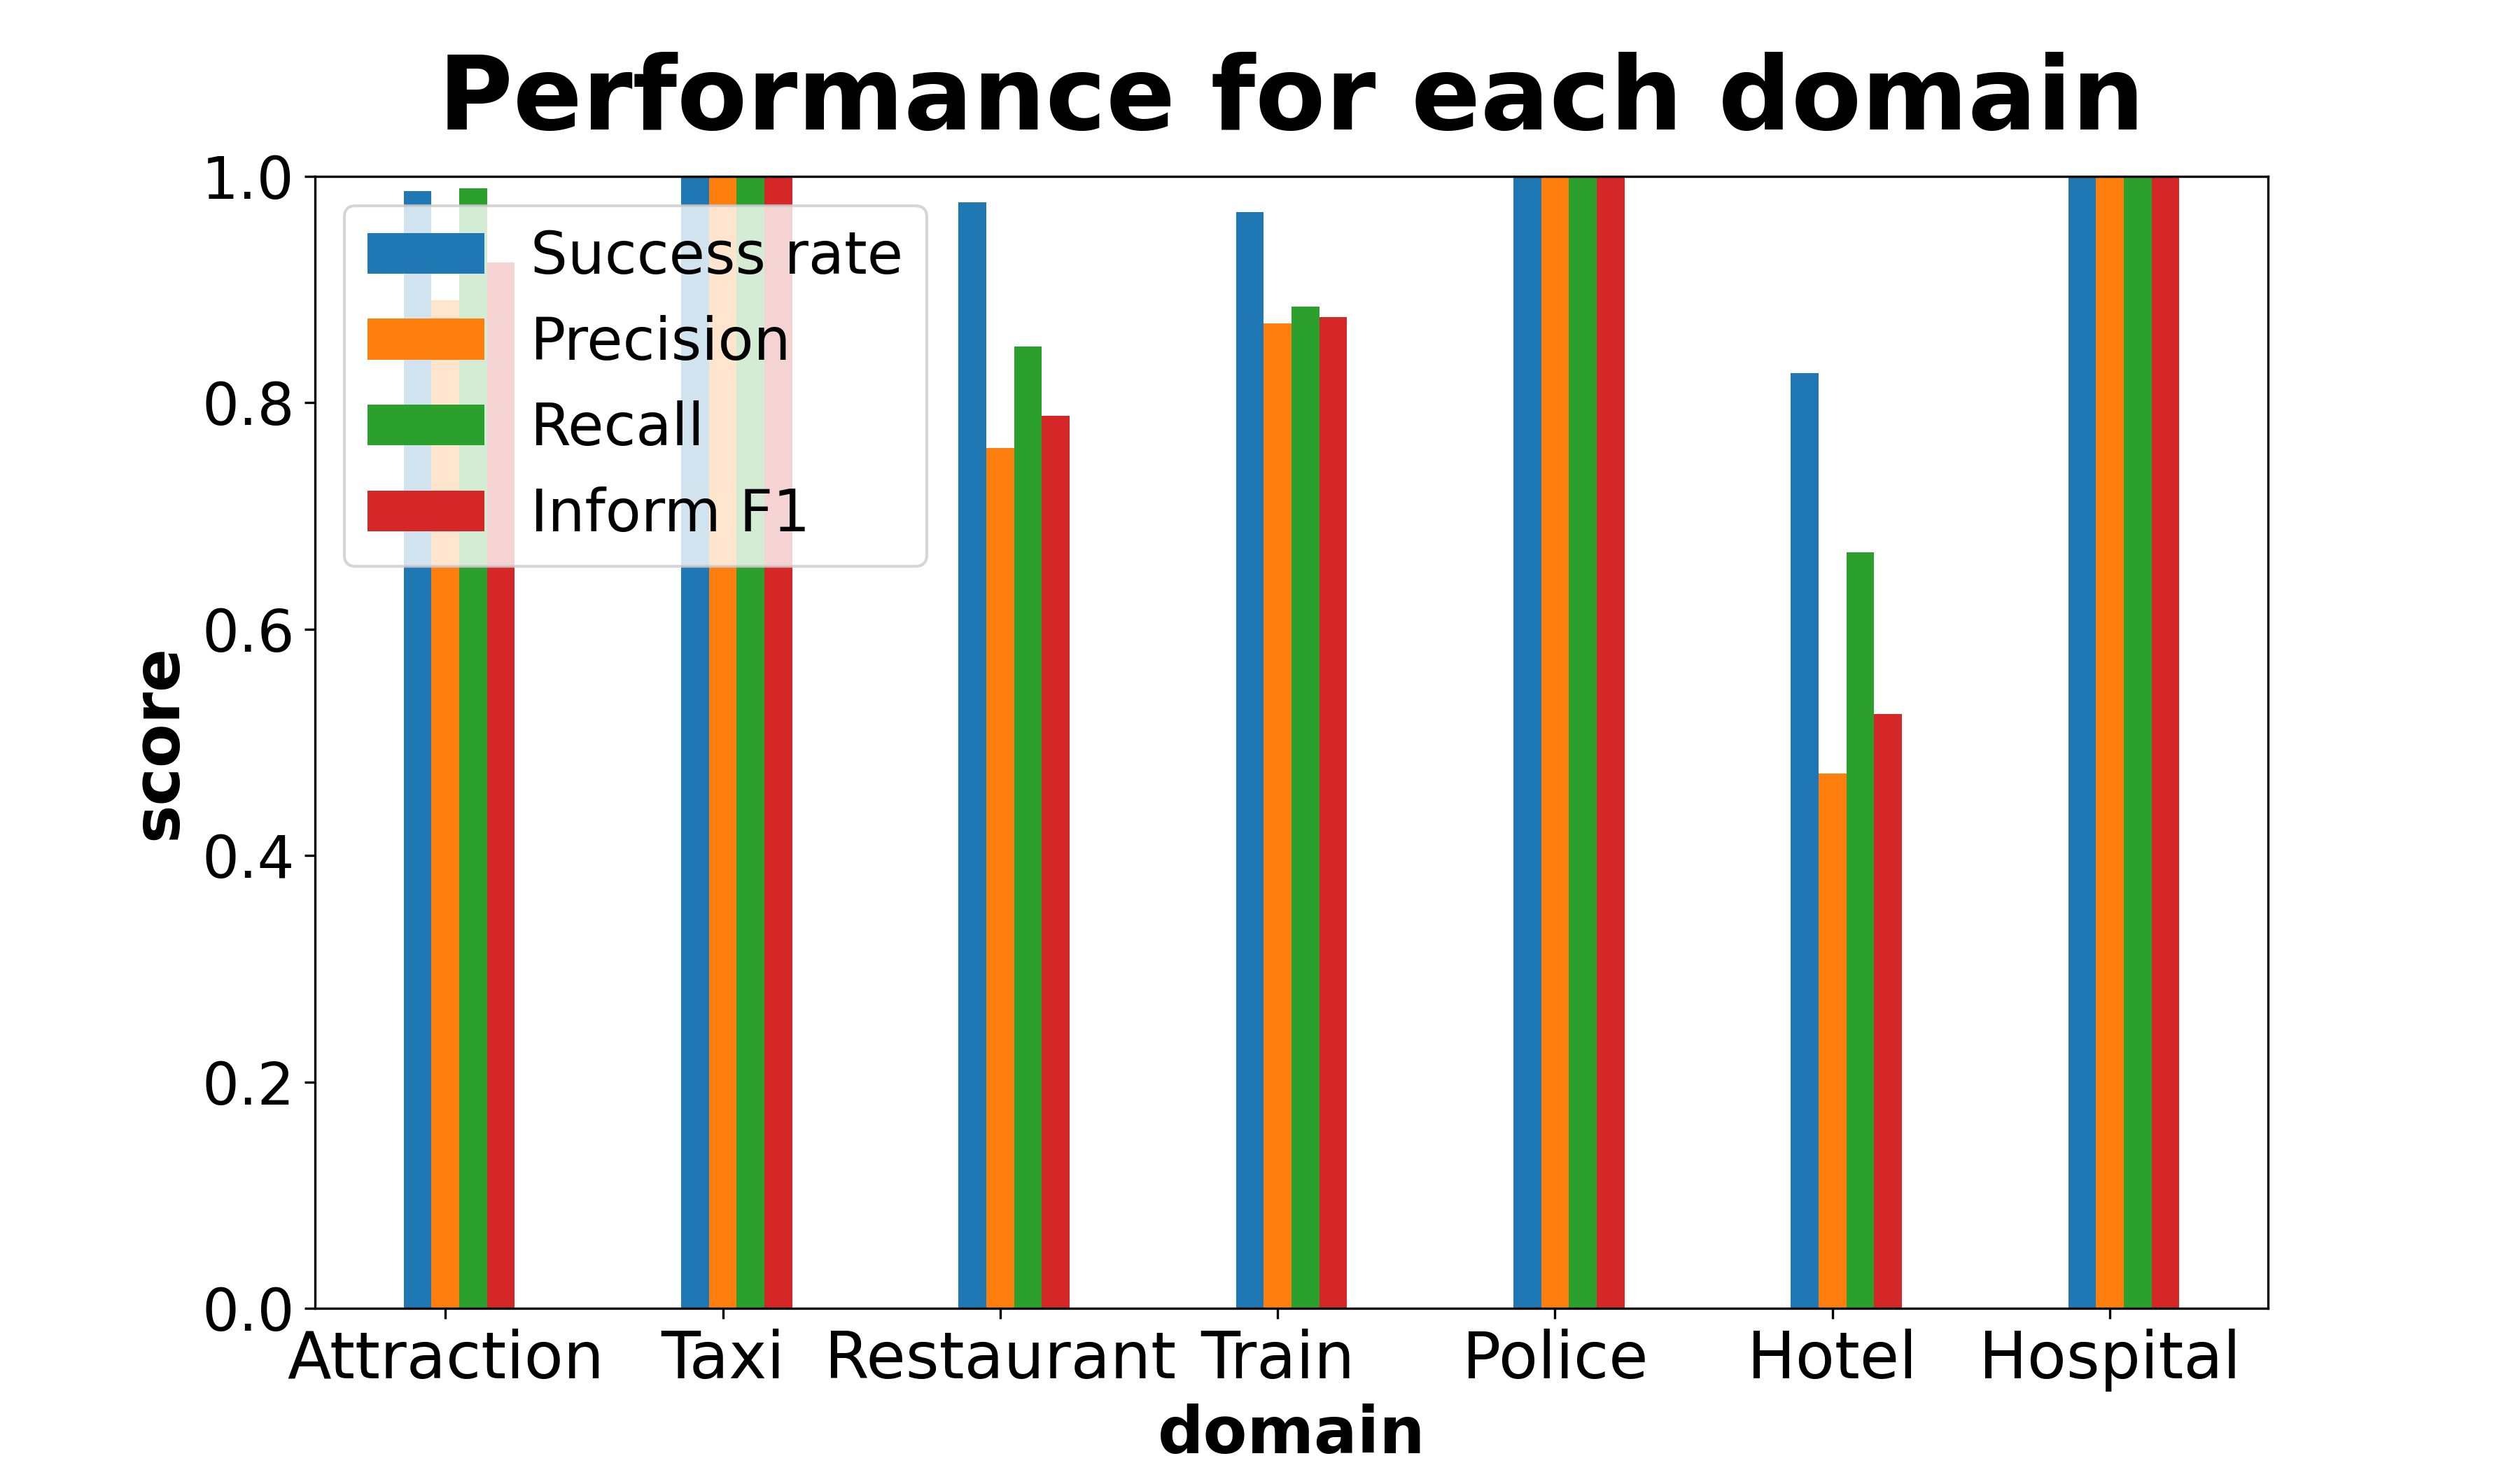 Performance for each domain
1.0
0.8
0.6
0.4
0.2
0.0
score
Success rate
Precision
Recall
Inform F1
Attraction Taxi Restaurant Train Police Hotel Hospital
domain